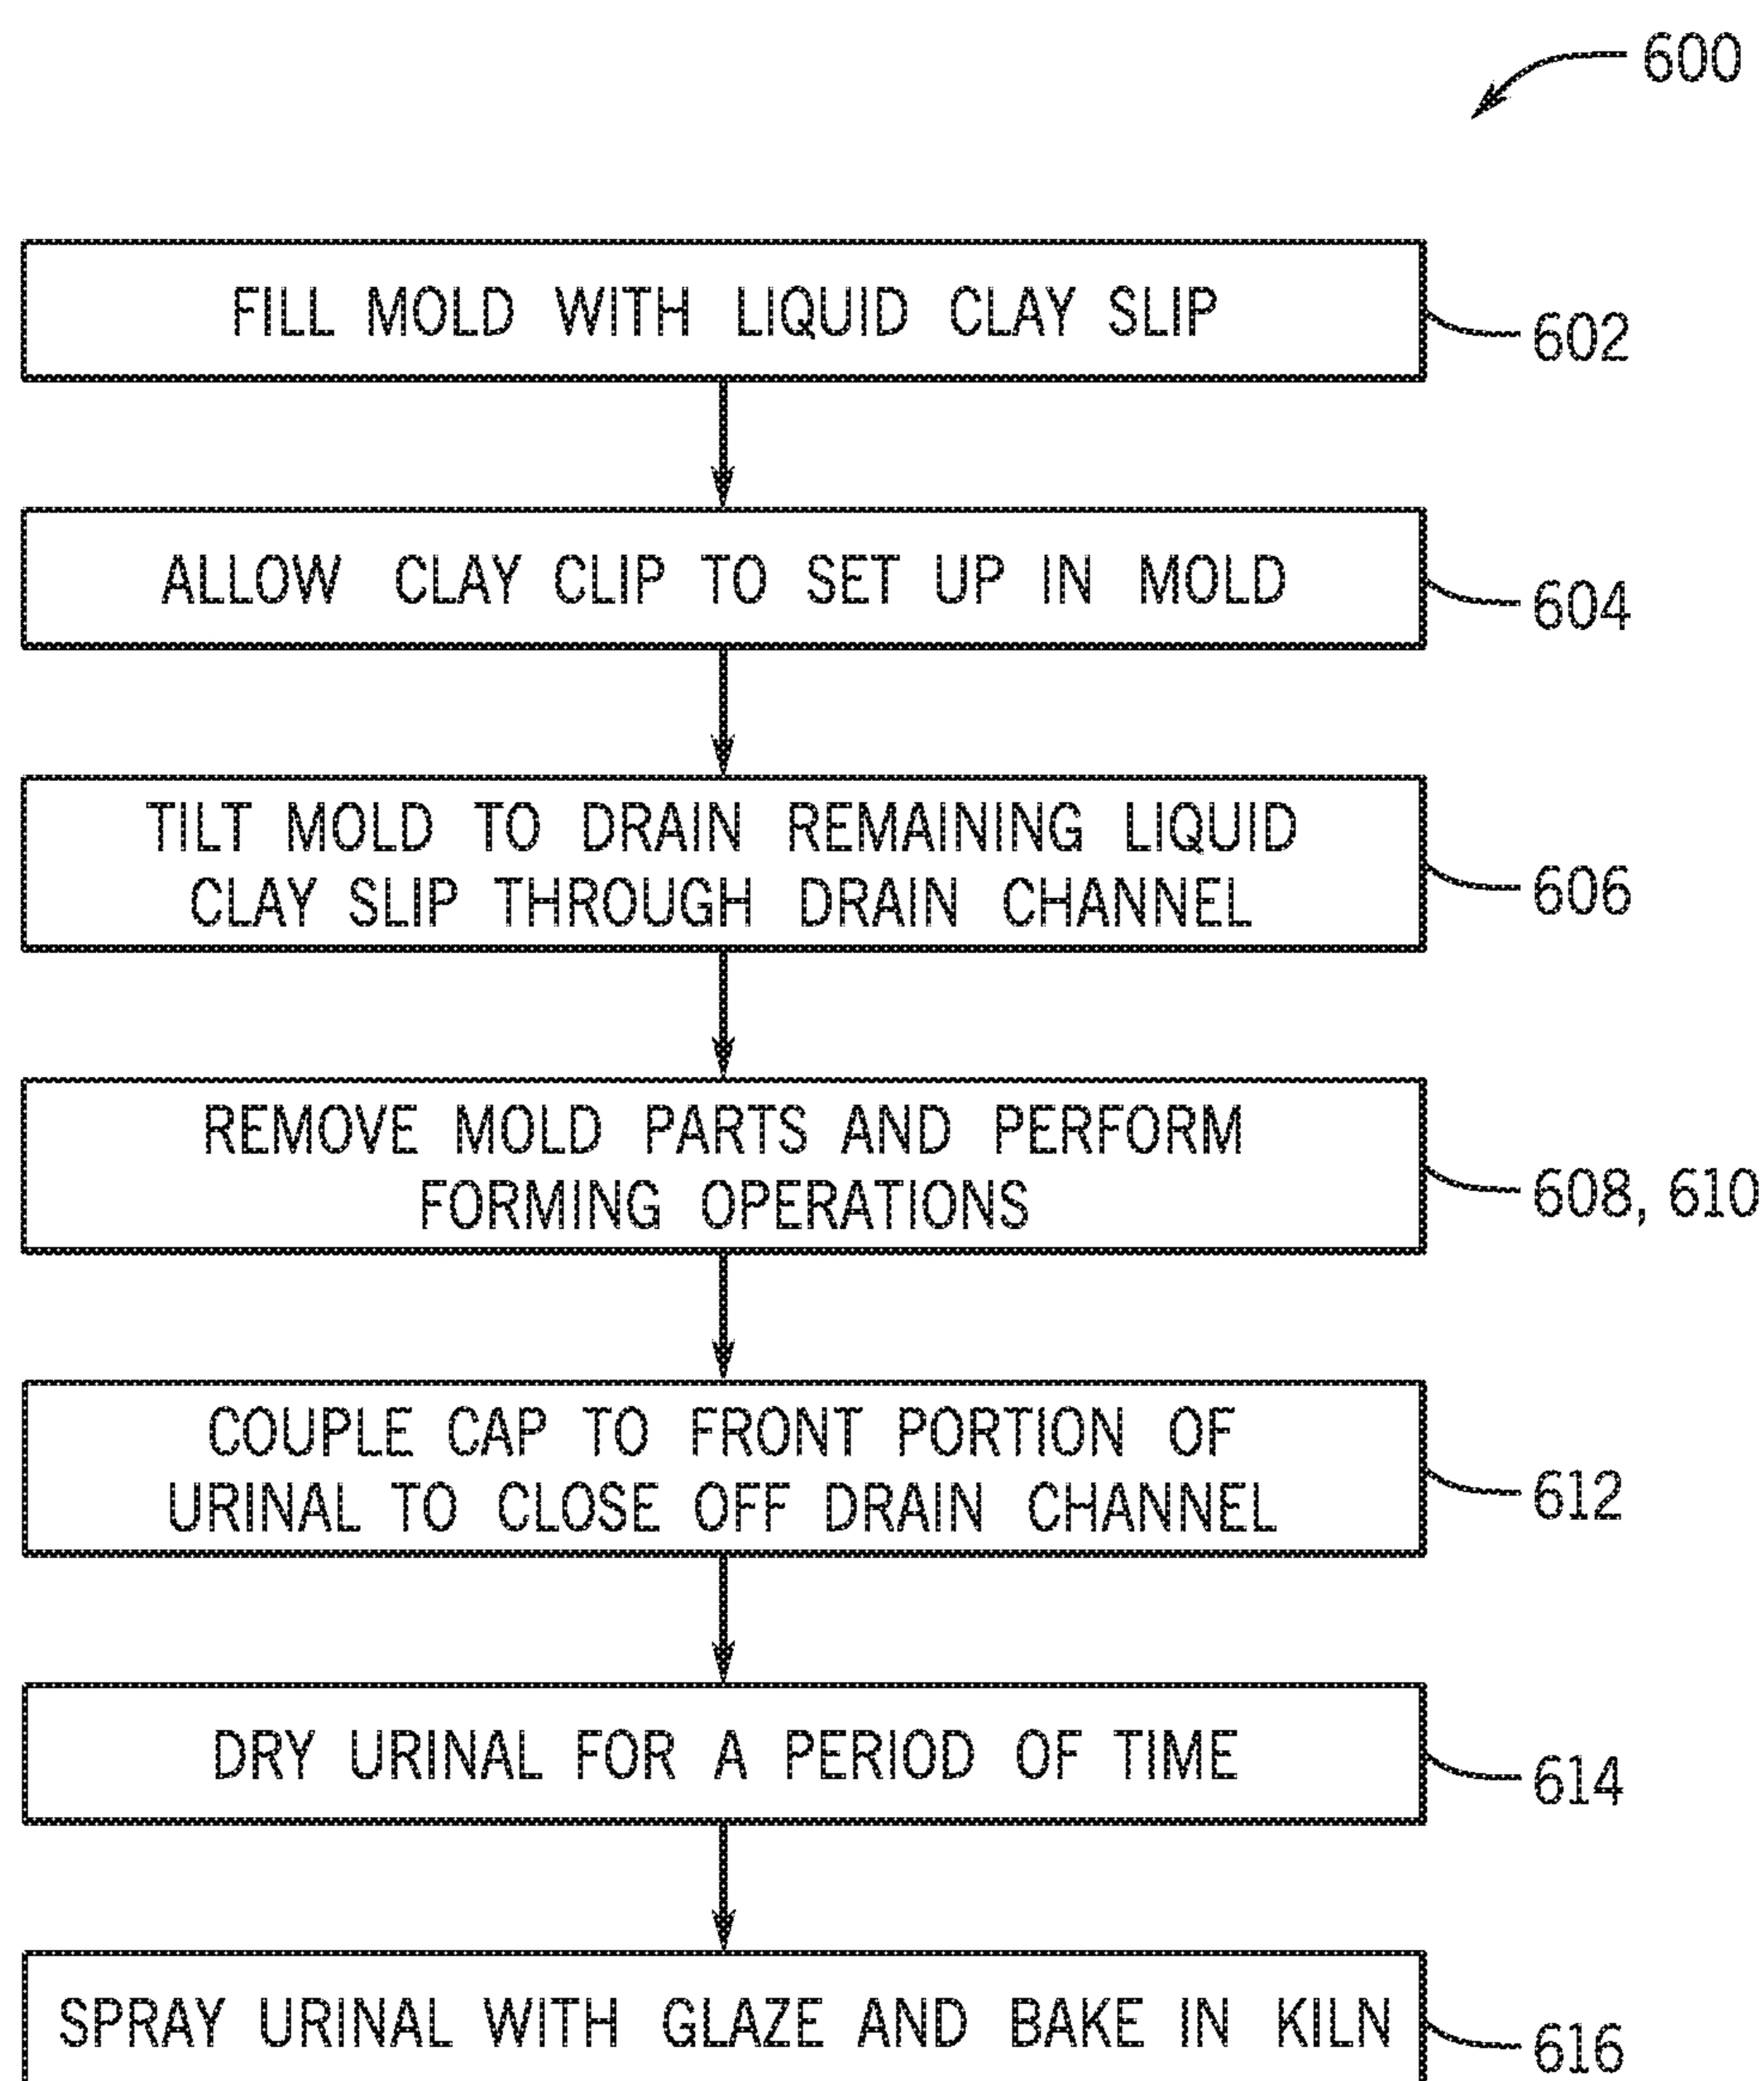 600
FILL MOLD WITH LIQUID CLAY SLIP
602
ALLOW CLAY CLIP TO SET UP IN MOLD
604
TILT MOLD TO DRAIN REMAINING LIQUID
CLAY SLIP THROUGH DRAIN CHANNEL
606
REMOVE MOLD PARTS AND PERFORM
FORMING OPERATIONS
608, 610
COUPLE CAP TO FRONT PORTION OF
URINAL TO CLOSE OFF DRAIN CHANNEL
612
DRY URINAL FOR A PERIOD OF TIME
614
SPRAY URINAL WITH GLAZE AND BAKE IN KILN
616